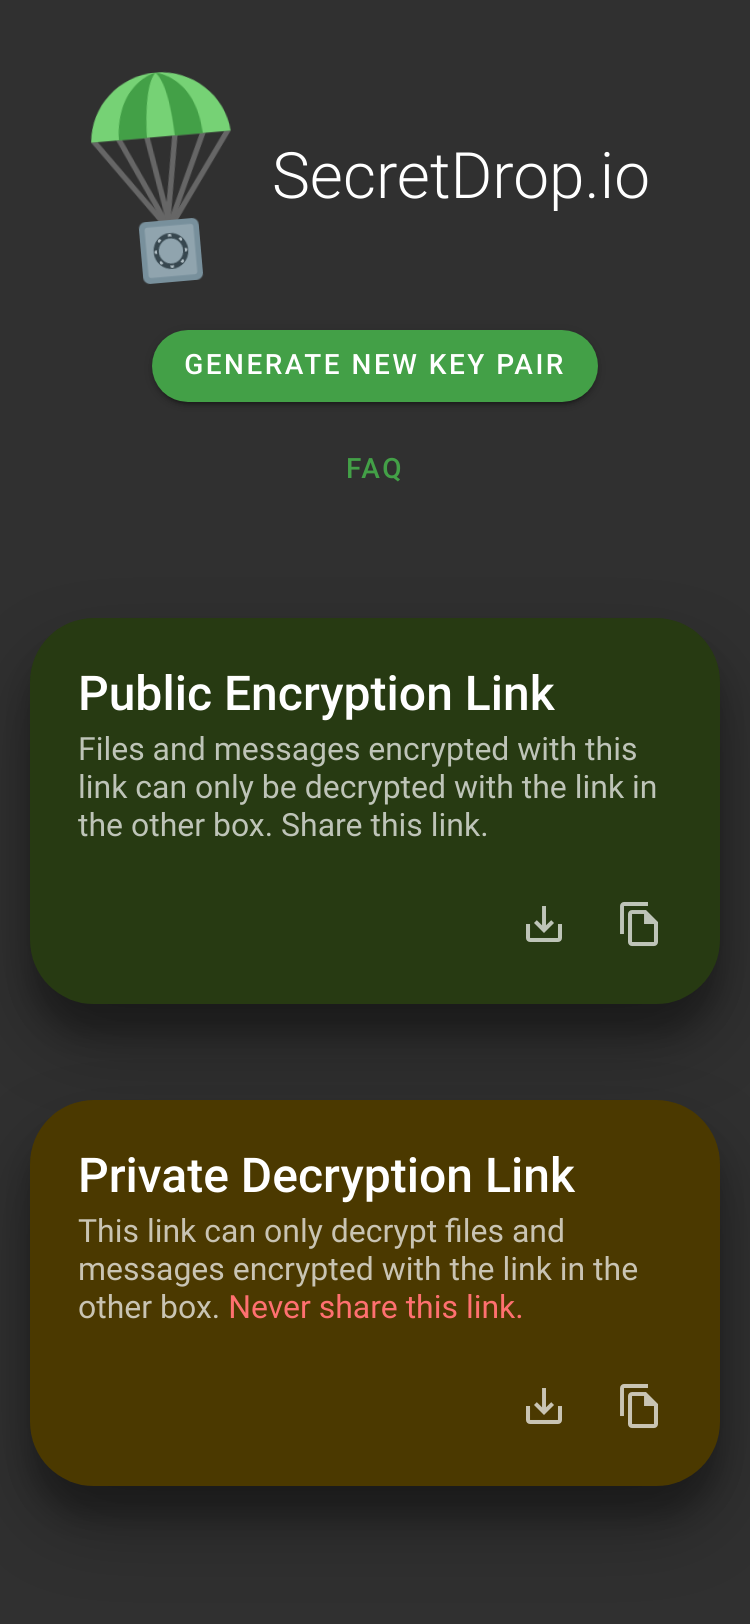 SecretDrop.io
GENERATE NEW KEY PAIR
FAQ
Public Encryption Link
Files and messages encrypted with this
link can only be decrypted with the link in
the other box. Share this link.
Private Decryption Link
This link can only decrypt files and
messages encrypted with the link in the
other box. Never share this link.